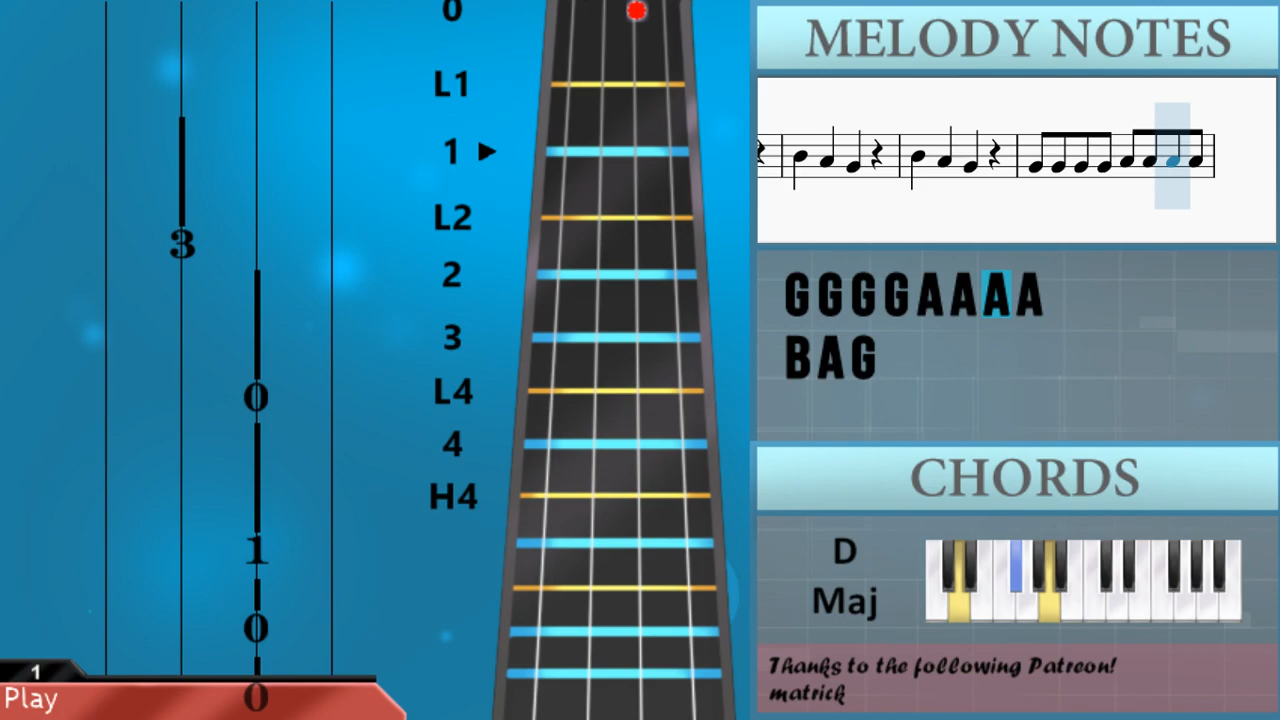 0
L1
1
L2
2
3
L4
4
H4
3
0
1
0
0
1
Play
MELODY NOTES
GGGGAAAA
BAG
CHORDS
D
Maj
Thanks to the following Patreon!
matrick